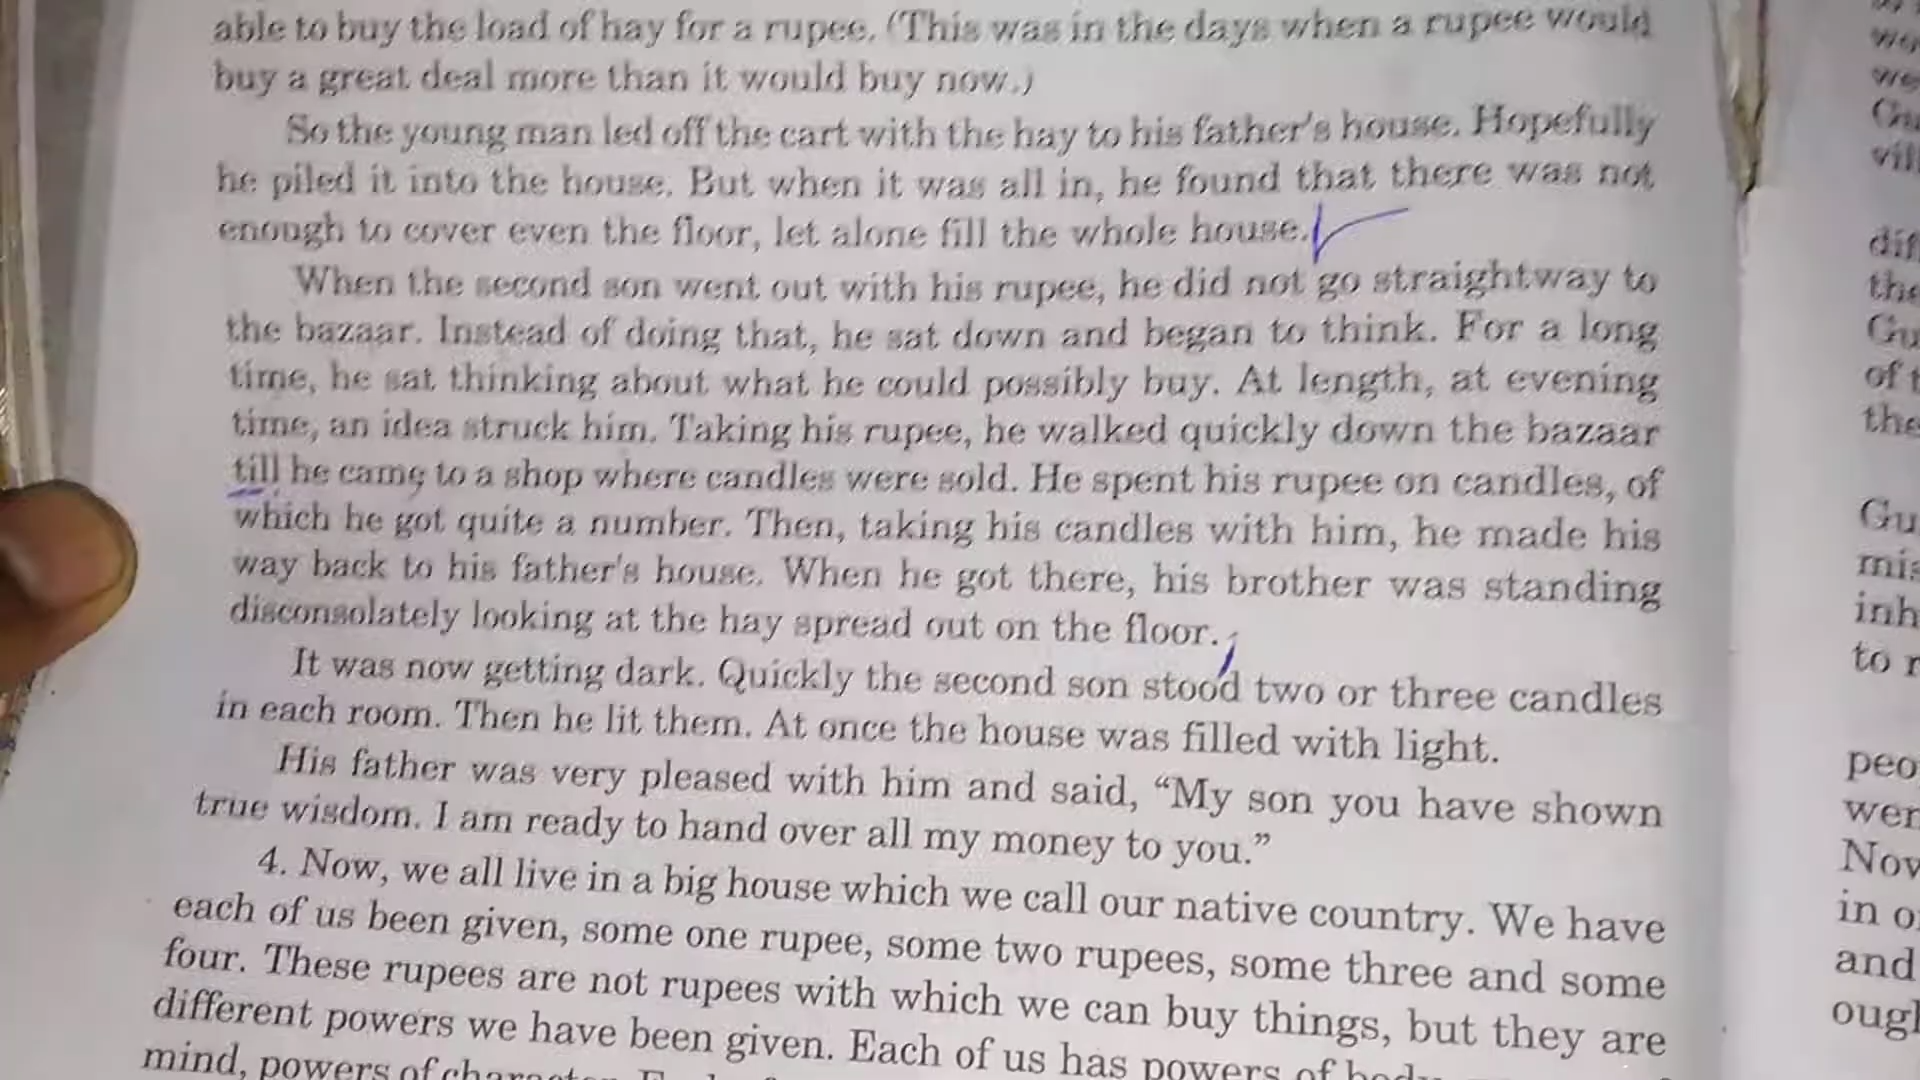 able to buy the load of hay for a rupee. (This was in the days when a rupee would
buy a great deal more than it would buy now.)
So the young man led off the cart with the hay to his father's house. Hopefully
he piled it into the house. But when it was all in, he found that there was not
enough to cover even the floor, let alone fill the whole house.
When the second son went out with his rupee, he did not go straightway to
the bazaar. Instead of doing that, he sat down and began to think. For a long
time, he sat thinking about what he could possibly buy. At length, at evening
time, an idea struck him. Taking his rupee, he walked quickly down the bazaar
till he came to a shop where candles were sold. He spent his rupee on candles, of
which he got quite a number. Then, taking his candles with him, he made his
way back to his father's house. When he got there, his brother was standing
disconsolately looking at the hay spread out on the floor.
It was now getting dark. Quickly the second son stood two or three candles
in each room. Then he lit them. At once the house was filled with light.
His father was very pleased with him and said, “My son you have shown
true wisdom. I am ready to hand over all my money to you.”
4. Now, we all live in a big house which we call our native country. We have
each of us been given, some one rupee, some two rupees, some three and some
four. These rupees are not rupees with which we can buy things, but they are
different powers we have been given. Each of us has powers of body
mind, powers of
the
of
the
Gu
to
peo
wer
Nov
in
and